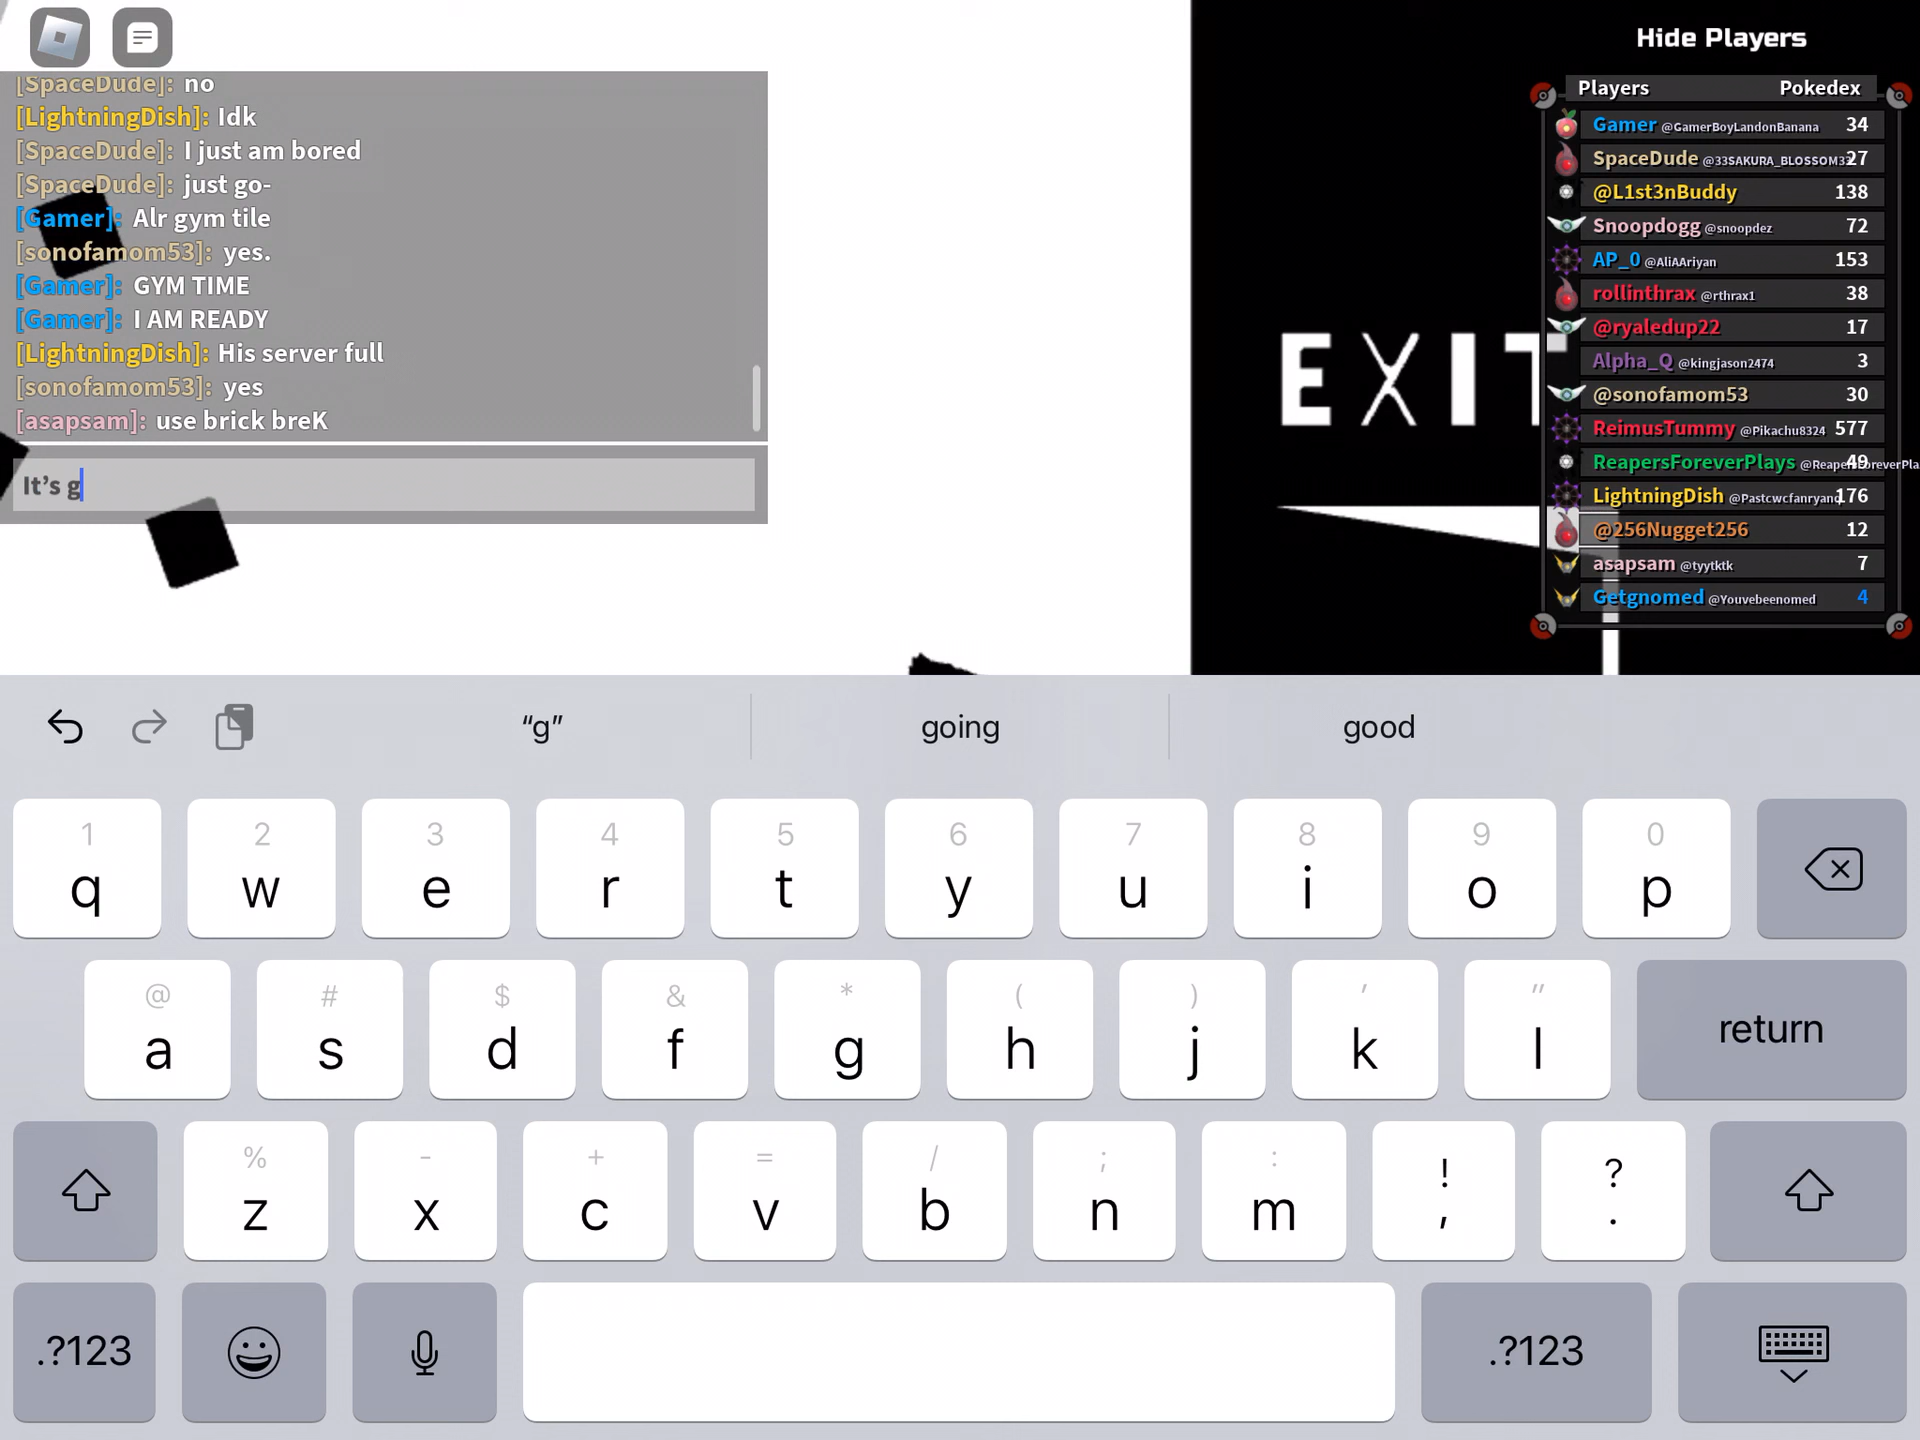 [SpaceDude]: no
[LightningDish]: Idk
[SpaceDude]: I just am bored
[SpaceDude]: just go-
[Gamer]: Alr gym tile
[sonofamom53]: yes.
[Gamer]: GYM TIME
[Gamer]: I AM READY
[LightningDish]: His server full
[sonofamom53]: yes
[asapsam]: use brick breK
It’s g
EXIT
Hide Players
Players Pokedex
Gamer @GamerBoyLandonBanana 34
SpaceDude @33SAKURA_BLOSSOM33 27
@L1st3nBuddy 138
Snoopdogg @snoopdez 72
AP_0 @AliAAriyan 153
rollinthrax @rthrax1 38
@ryaledup22 17
Alpha_Q @kingjason2474 3
@sonofamom53 30
ReimusTummy @Pikachu8324 577
ReapersForeverPlays 49
LightningDish 176
@256Nugget256 12
asapsam @tyytktk 7
Getgnomed @Youvebeenomed 4
“g” going good
1 2 3 4 5 6 7 8 9 0
q w e r t y u i o p
@ # $ & * ( ) ' "
a s d f g h j k l return
% - + = / ; : ! ?
z x c v b n m , .
.?123 .?123